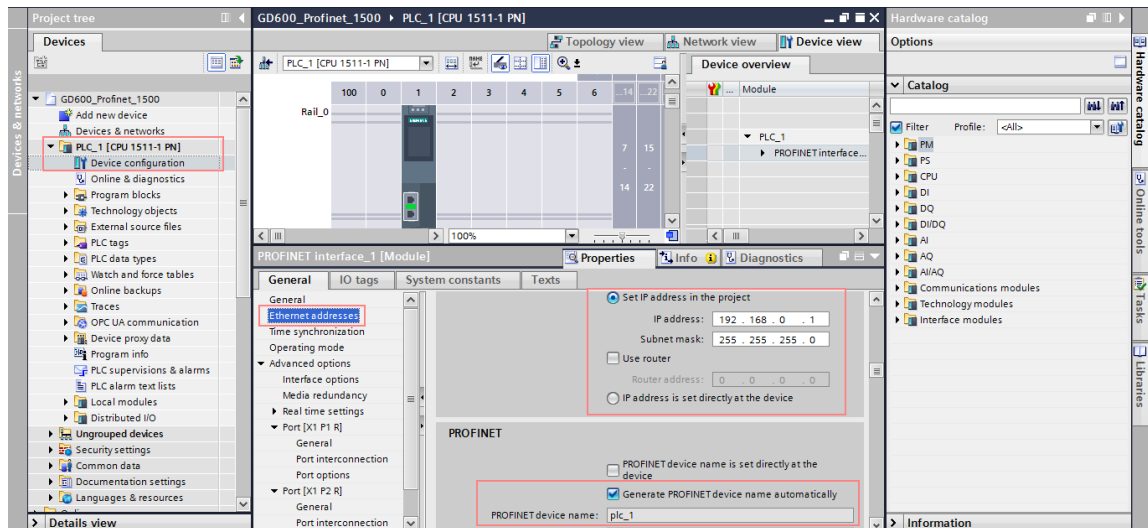 Project tree
Devices
Devices & networks
GD600_Profinet_1500
Add new device
Devices & networks
PLC_1 [CPU 1511-1 PN]
Device configuration
Online & diagnostics
Program blocks
Technology objects
External source files
PLC tags
PLC data types
Watch and force tables
Online backups
Traces
OPC UA communication
Device proxy data
Program info
PLC supervisions & alarms
PLC alarm text lists
Local modules
Distributed I/O
Ungrouped devices
Security settings
Common data
Documentation settings
Languages & resources
Details view
GD600_Profinet_1500 PLC_1 [CPU 1511-1 PN]
Topology view Network view Device view
PLC_1 [CPU 1511-1 PN]
Device overview
100 0 1 2 3 4 5 6 ...14 ...22
Rail_0
SIEMENS
7 15
- -
14 22
... Module
PLC_1
PROFINET interface...
100%
PROFINET interface_1 [Module]
Properties Info Diagnostics
General IO tags System constants Texts
General
Ethernet addresses
Time synchronization
Operating mode
Advanced options
Interface options
Media redundancy
Real time settings
Port [X1 P1 R]
General
Port interconnection
Port options
Port [X1 P2 R]
General
Port interconnection
Set IP address in the project
IP address: 192 . 168 . 0 . 1
Subnet mask: 255 . 255 . 255 . 0
Use router
Router address: 0 . 0 . 0 . 0
IP address is set directly at the device
PROFINET
PROFINET device name is set directly at the
device
Generate PROFINET device name automatically
PROFINET device name: plc_1
Hardware catalog
Options
Catalog
Filter Profile: <All>
PM
PS
CPU
DI
DQ
DI/DQ
AI
AQ
AI/AQ
Communications modules
Technology modules
Interface modules
Information
Hardware catalog
Online tools
Tasks
Libraries